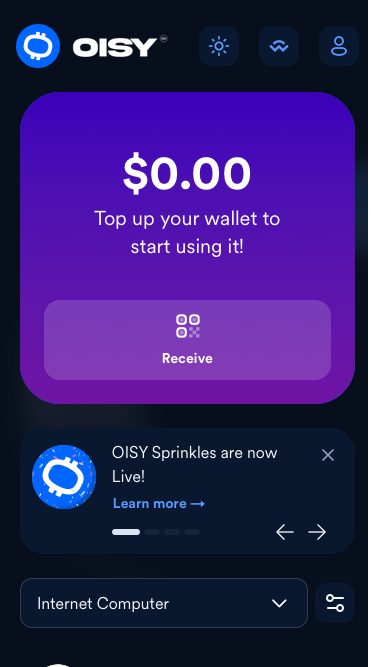 OISY
$0.00
Top up your wallet to
start using it!
Receive
OISY Sprinkles are now
Live!
Learn more →
Internet Computer